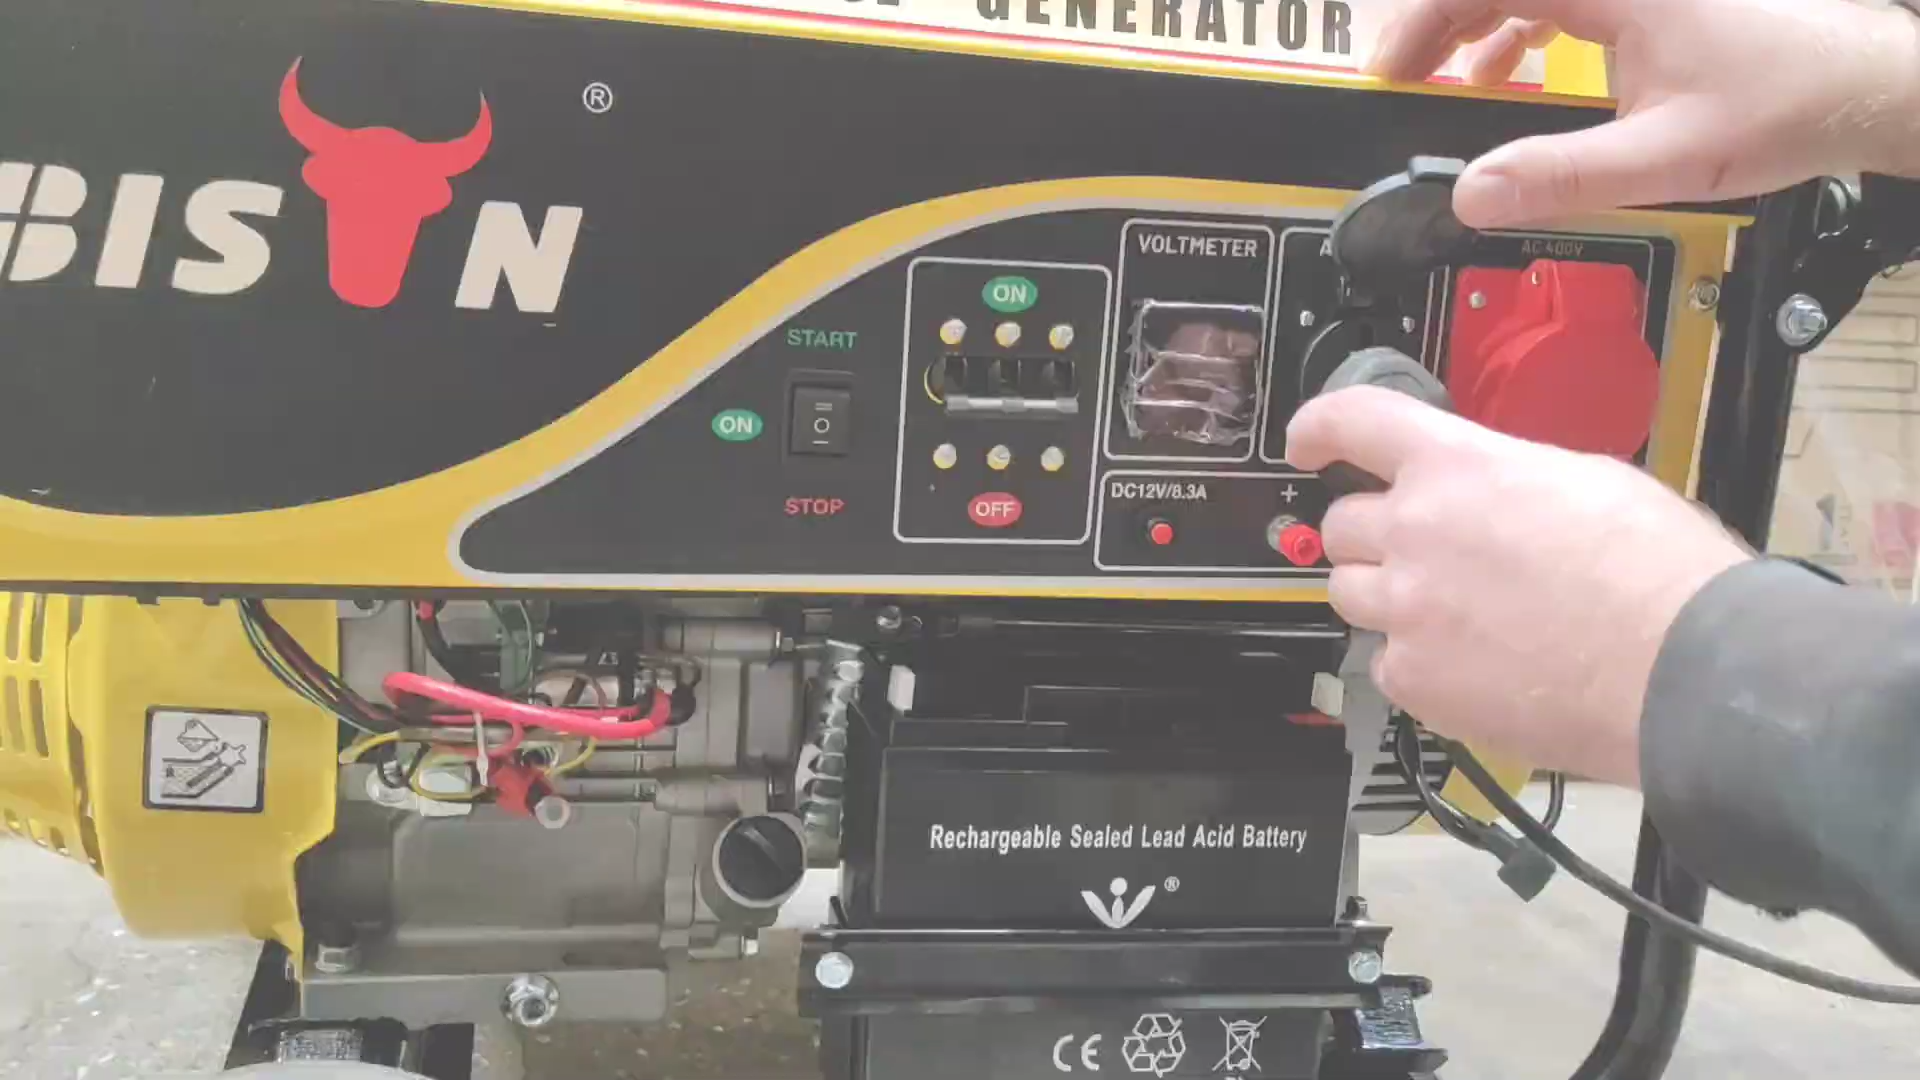 GENERATOR
BISON
®
VOLTMETER
AC 400V
ON
START
ON
STOP
OFF
DC12V/8.3A
+
Rechargeable Sealed Lead Acid Battery
®
CE